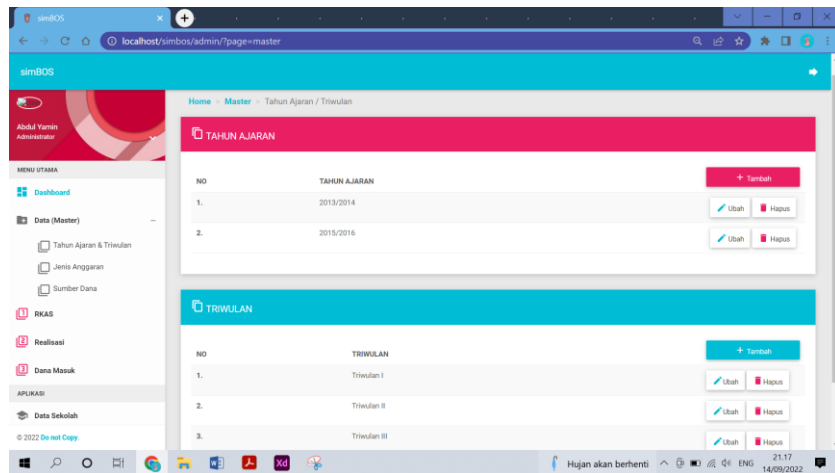 simBOS
localhost/simbos/admin/?page=master
simBOS
Abdul Yamin
Administrator
MENU UTAMA
Dashboard
Data (Master)
Tahun Ajaran & Triwulan
Jenis Anggaran
Sumber Dana
1 RKAS
2 Realisasi
3 Dana Masuk
APLIKASI
Data Sekolah
© 2022 Do not Copy.
Home > Master > Tahun Ajaran / Triwulan
TAHUN AJARAN
NO TAHUN AJARAN + Tambah
1. 2013/2014 Ubah Hapus
2. 2015/2016 Ubah Hapus
TRIWULAN
NO TRIWULAN + Tambah
1. Triwulan I Ubah Hapus
2. Triwulan II Ubah Hapus
3. Triwulan III Ubah Hapus
Xd
Hujan akan berhenti ENG 21.17
14/09/2022